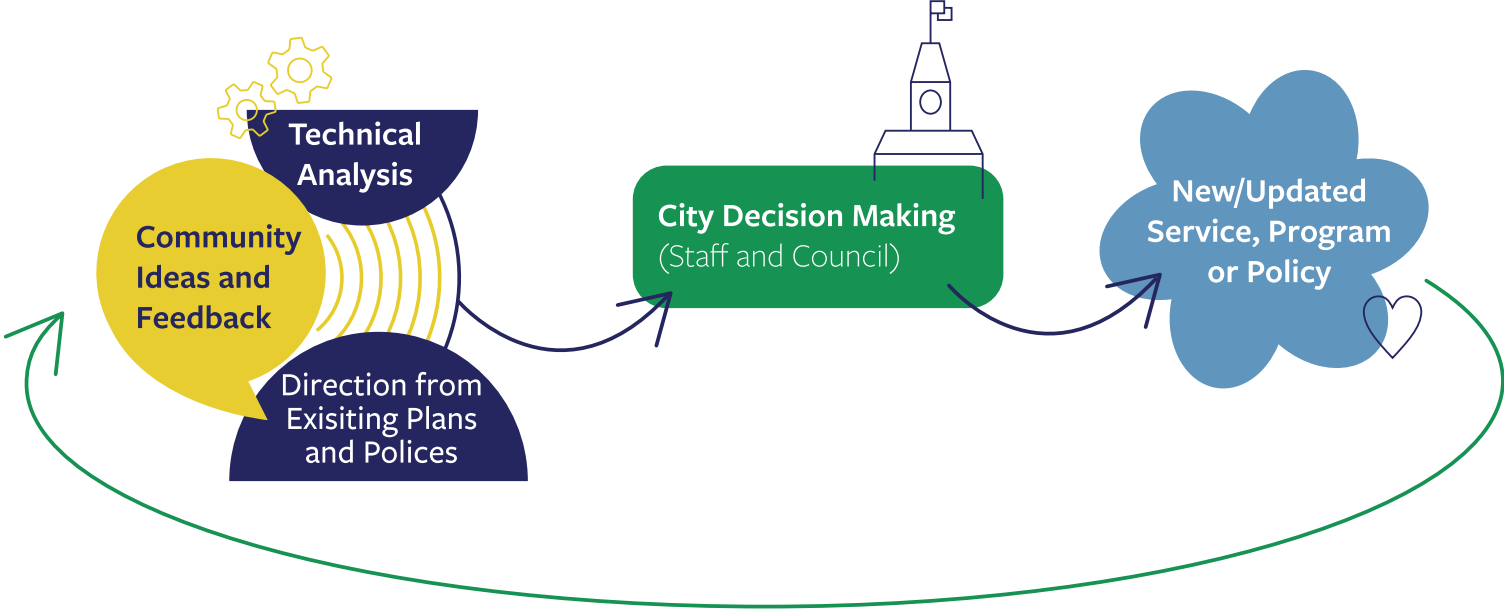 Technical
Analysis
Community
Ideas and
Feedback
Direction from
Exisiting Plans
and Polices
City Decision Making
(Staff and Council)
New/Updated
Service, Program
or Policy